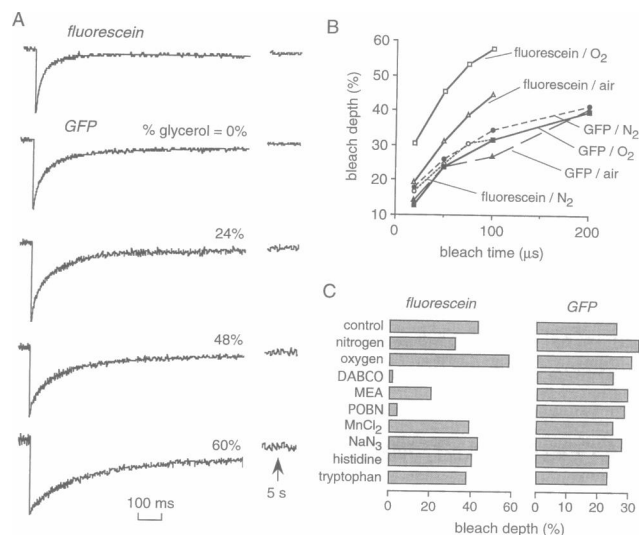 A
fluorescein
GFP
% glycerol = 0%
24%
48%
60%
100 ms
5 s
B
bleach depth (%)
60
50
40
30
20
10
0
100
200
bleach time (µs)
fluorescein / O2
fluorescein / air
GFP / N2
GFP / O2
GFP / air
fluorescein / N2
C
fluorescein
GFP
control
nitrogen
oxygen
DABCO
MEA
POBN
MnCl2
NaN3
histidine
tryptophan
0 20 40 60
0 10 20 30
bleach depth (%)